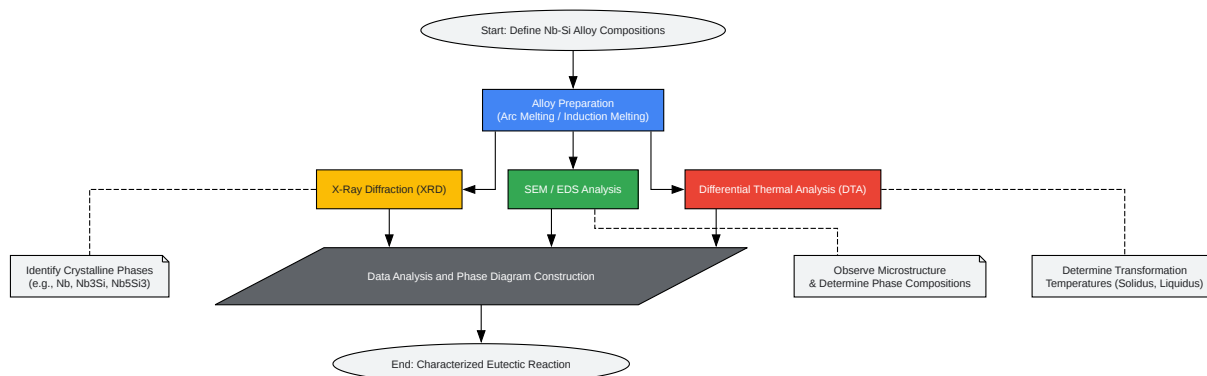 Start: Define Nb-Si Alloy Compositions
Alloy Preparation
(Arc Melting / Induction Melting)
X-Ray Diffraction (XRD)
SEM / EDS Analysis
Differential Thermal Analysis (DTA)
Identify Crystalline Phases
(e.g., Nb, Nb3Si, Nb5Si3)
Data Analysis and Phase Diagram Construction
Observe Microstructure
& Determine Phase Compositions
Determine Transformation
Temperatures (Solidus, Liquidus)
End: Characterized Eutectic Reaction